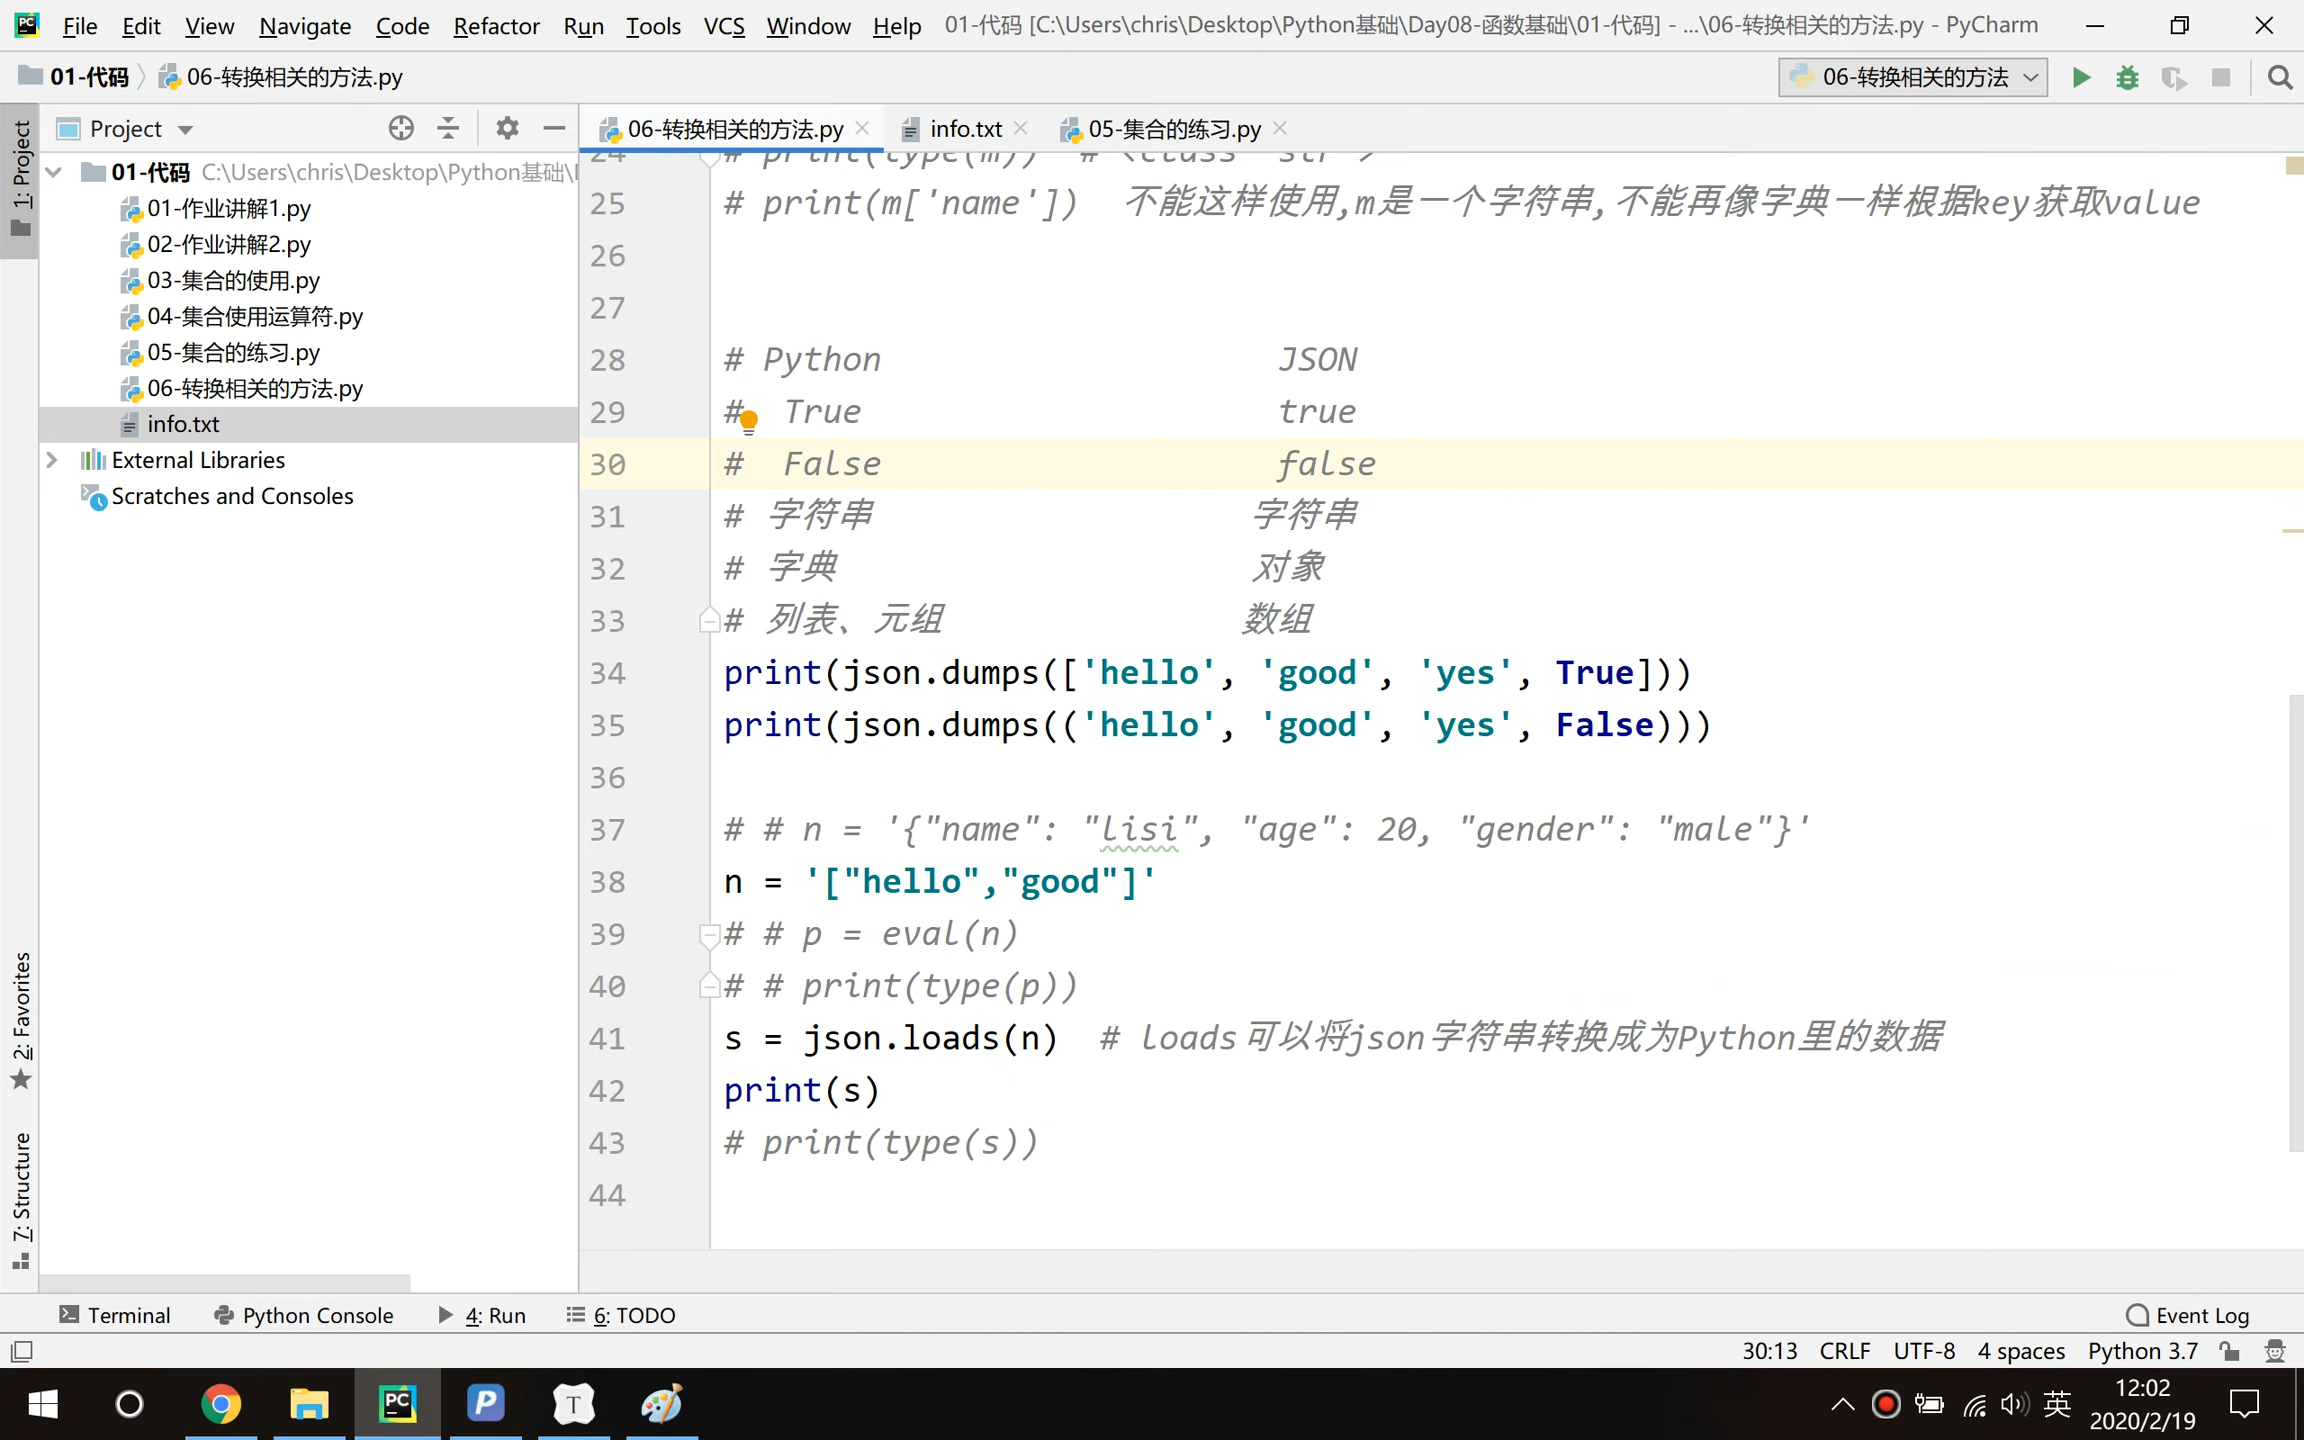 File Edit View Navigate Code Refactor Run Tools VCS Window Help 01-代码 [C:\Users\chris\Desktop\Python基础\Day08-函数基础\01-代码] - ...\06-转换相关的方法.py - PyCharm
01-代码 06-转换相关的方法.py 06-转换相关的方法
Project 06-转换相关的方法.py info.txt 05-集合的练习.py
1: Project
2: Favorites
7: Structure
01-代码 C:\Users\chris\Desktop\Python基础\
01-作业讲解1.py
02-作业讲解2.py
03-集合的使用.py
04-集合使用运算符.py
05-集合的练习.py
06-转换相关的方法.py
info.txt
External Libraries
Scratches and Consoles
24 # print(type(m)) # <class 'str'>
25 # print(m['name']) 不能这样使用,m是一个字符串,不能再像字典一样根据key获取value
26
27
28 # Python JSON
29 # True true
30 # False false
31 # 字符串 字符串
32 # 字典 对象
33 # 列表、元组 数组
34 print(json.dumps(['hello', 'good', 'yes', True]))
35 print(json.dumps(('hello', 'good', 'yes', False)))
36
37 # # n = '{"name": "lisi", "age": 20, "gender": "male"}'
38 n = '["hello","good"]'
39 # # p = eval(n)
40 # # print(type(p))
41 s = json.loads(n) # loads可以将json字符串转换成为Python里的数据
42 print(s)
43 # print(type(s))
44
Terminal Python Console 4: Run 6: TODO Event Log
30:13 CRLF UTF-8 4 spaces Python 3.7
英 12:02
2020/2/19